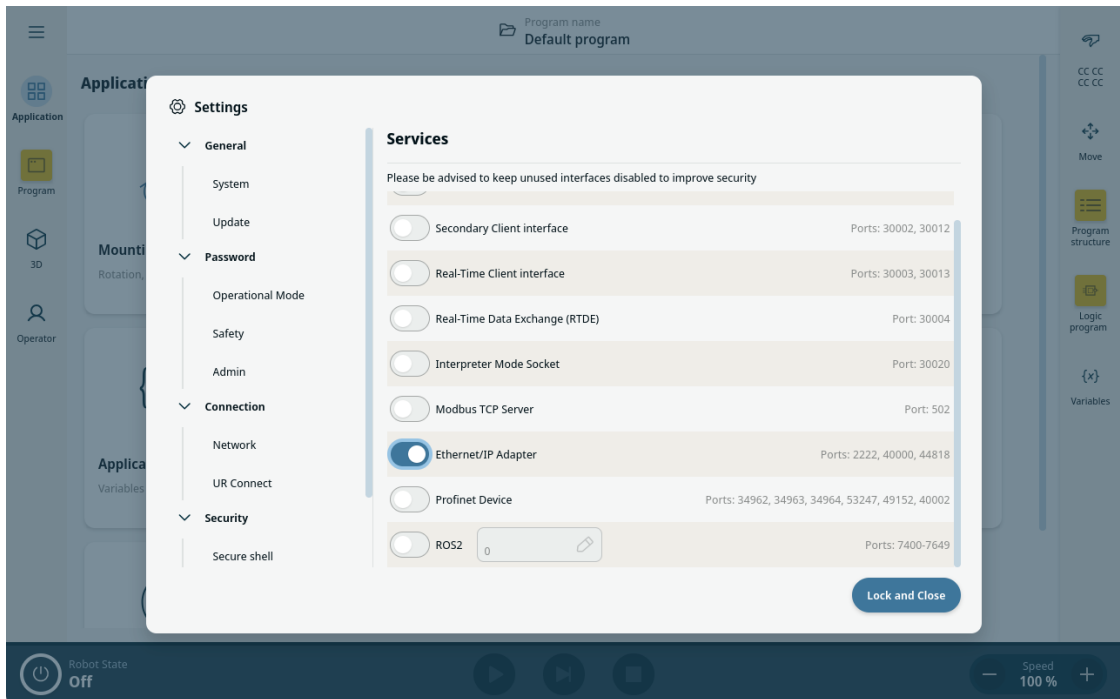 Program name
Default program
Application
Program
3D
Operator
Applicati
Mounti
Rotation,
Applica
Variables
Settings
General
System
Update
Password
Operational Mode
Safety
Admin
Connection
Network
UR Connect
Security
Secure shell
Services
Please be advised to keep unused interfaces disabled to improve security
Secondary Client interface Ports: 30002, 30012
Real-Time Client interface Ports: 30003, 30013
Real-Time Data Exchange (RTDE) Port: 30004
Interpreter Mode Socket Port: 30020
Modbus TCP Server Port: 502
Ethernet/IP Adapter Ports: 2222, 40000, 44818
Profinet Device Ports: 34962, 34963, 34964, 53247, 49152, 40002
ROS2 0 Ports: 7400-7649
Lock and Close
CC CC
CC CC
Move
Program
structure
Logic
program
{x}
Variables
Robot State
Off
Speed
100 %